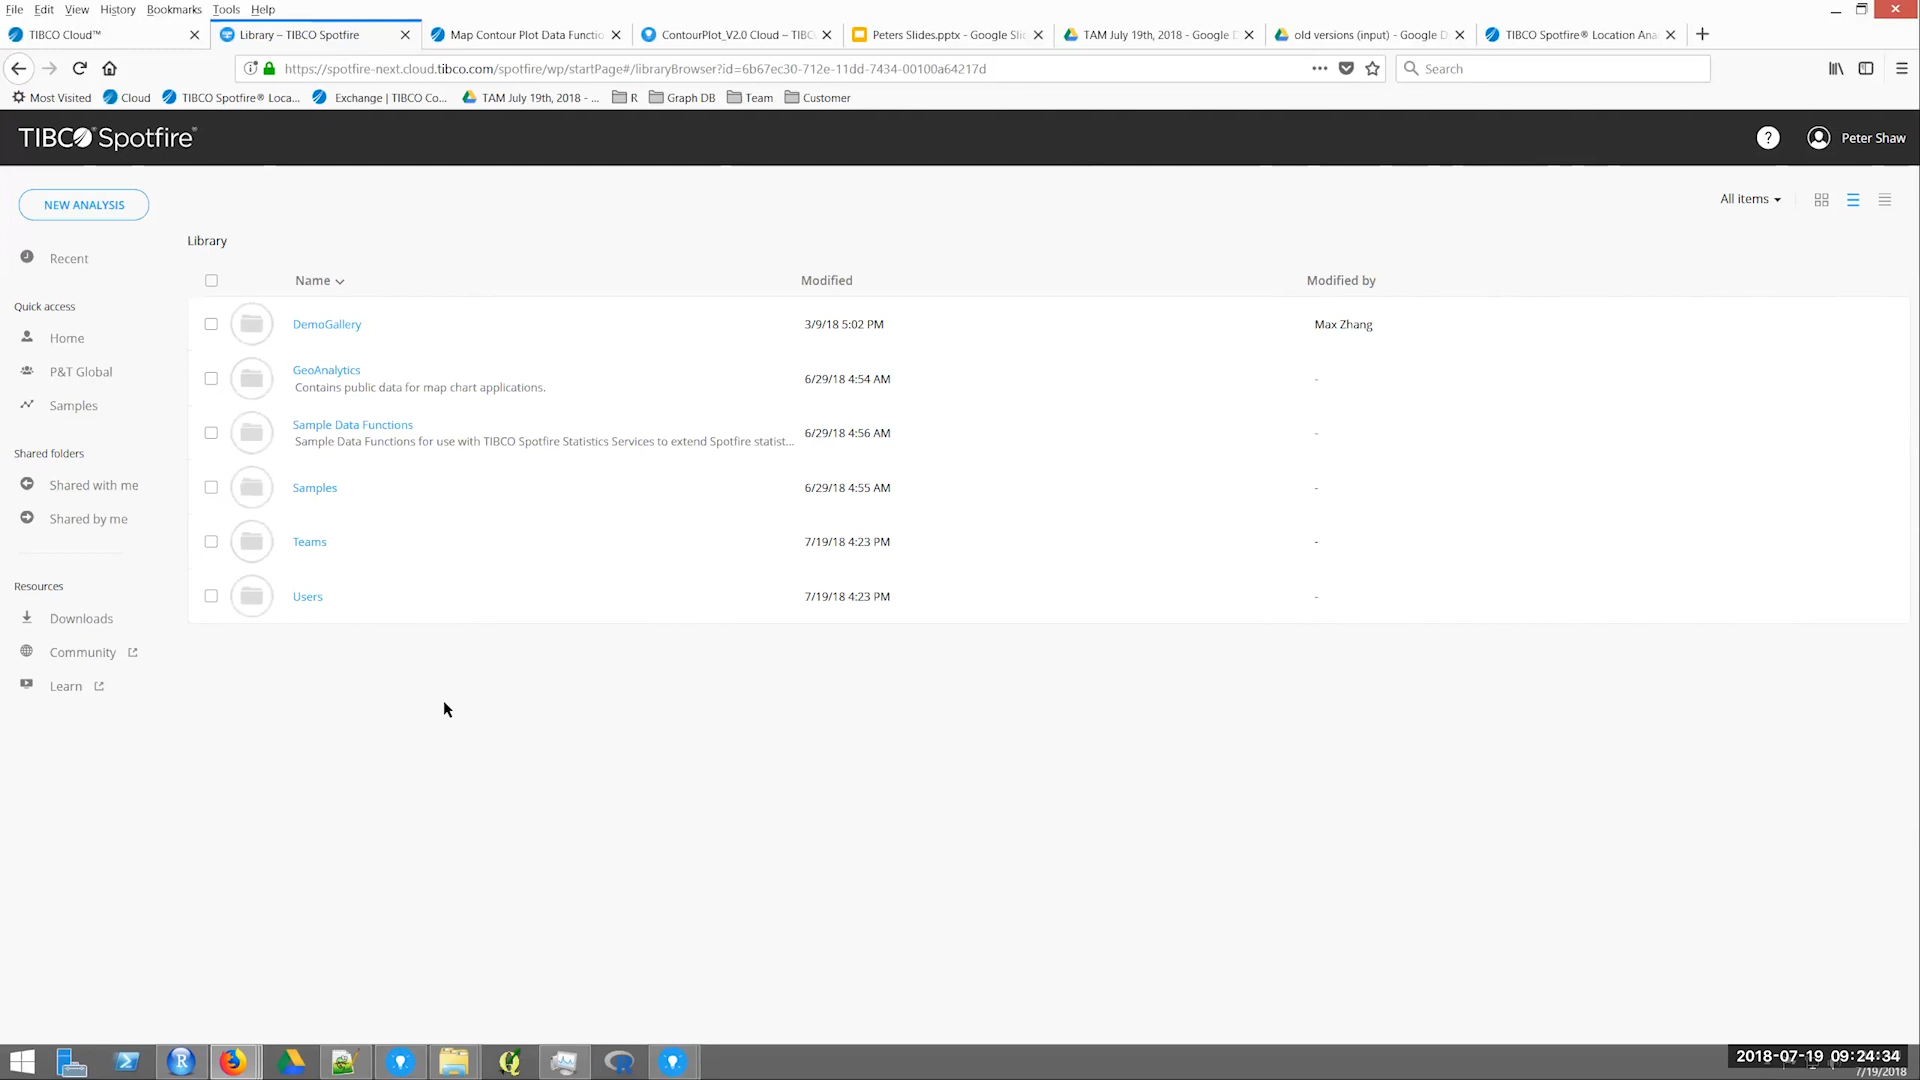 File Edit View History Bookmarks Tools Help
TIBCO Cloud™
Library – TIBCO Spotfire
Map Contour Plot Data Functio
ContourPlot_V2.0 Cloud – TIBC
Peters Slides.pptx - Google Sli
TAM July 19th, 2018 - Google D
old versions (input) - Google D
TIBCO Spotfire® Location Ana
https://spotfire-next.cloud.tibco.com/spotfire/wp/startPage#/libraryBrowser?id=6b67ec30-712e-11dd-7434-00100a64217d
Search
Most Visited Cloud TIBCO Spotfire® Loca... Exchange | TIBCO Co... TAM July 19th, 2018 - ... R Graph DB Team Customer
TIBCO Spotfire®
? Peter Shaw
NEW ANALYSIS
All items
Recent
Library
Name Modified Modified by
Quick access
Home
P&T Global
Samples
Shared folders
Shared with me
Shared by me
Resources
Downloads
Community
Learn
DemoGallery 3/9/18 5:02 PM Max Zhang
GeoAnalytics
Contains public data for map chart applications.
6/29/18 4:54 AM -
Sample Data Functions
Sample Data Functions for use with TIBCO Spotfire Statistics Services to extend Spotfire statist...
6/29/18 4:56 AM -
Samples 6/29/18 4:55 AM -
Teams 7/19/18 4:23 PM -
Users 7/19/18 4:23 PM -
2018-07-19 09:24:34
7/19/2018